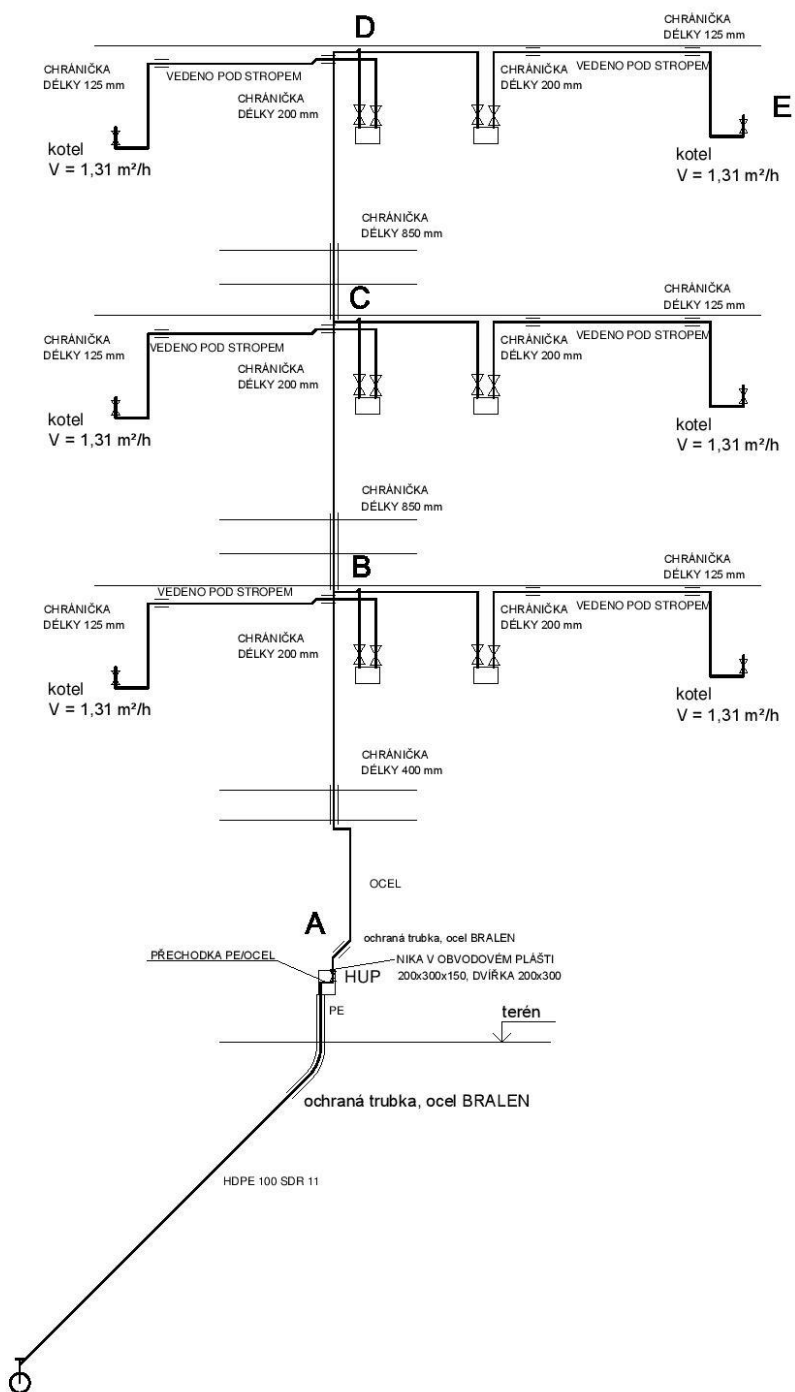 D
CHRÁNIČKA
DÉLKY 125 mm
CHRÁNIČKA
DÉLKY 125 mm
VEDENO POD STROPEM
CHRÁNIČKA
DÉLKY 200 mm
CHRÁNIČKA
DÉLKY 200 mm
VEDENO POD STROPEM
E
kotel
V = 1,31 m²/h
kotel
V = 1,31 m²/h
CHRÁNIČKA
DÉLKY 850 mm
C
CHRÁNIČKA
DÉLKY 125 mm
CHRÁNIČKA
DÉLKY 125 mm
VEDENO POD STROPEM
CHRÁNIČKA
DÉLKY 200 mm
CHRÁNIČKA
DÉLKY 200 mm
VEDENO POD STROPEM
kotel
V = 1,31 m²/h
kotel
V = 1,31 m²/h
CHRÁNIČKA
DÉLKY 850 mm
B
CHRÁNIČKA
DÉLKY 125 mm
VEDENO POD STROPEM
CHRÁNIČKA
DÉLKY 125 mm
CHRÁNIČKA
DÉLKY 200 mm
CHRÁNIČKA
DÉLKY 200 mm
VEDENO POD STROPEM
kotel
V = 1,31 m²/h
kotel
V = 1,31 m²/h
CHRÁNIČKA
DÉLKY 400 mm
OCEL
A
ochraná trubka, ocel BRALEN
PŘECHODKA PE/OCEL
NIKA V OBVODOVÉM PLÁŠTI
200x300x150, DVÍŘKA 200x300
HUP
PE
terén
ochraná trubka, ocel BRALEN
HDPE 100 SDR 11